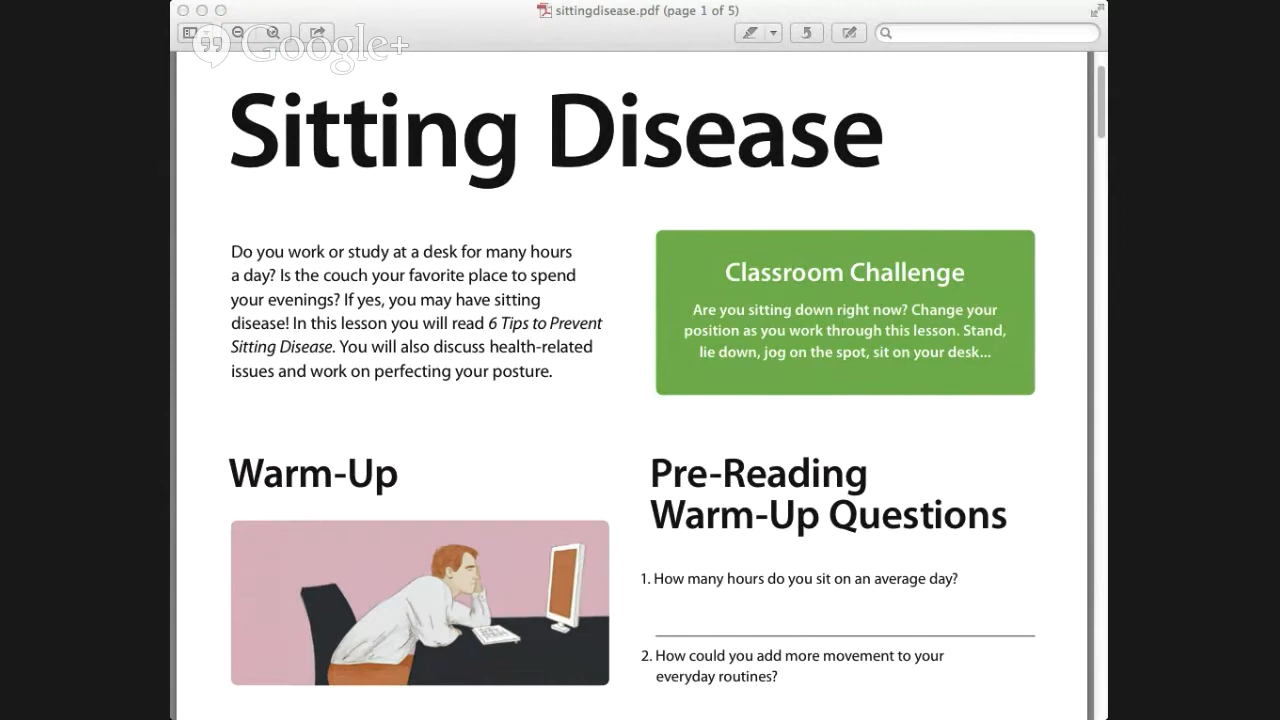 sittingdisease.pdf (page 1 of 5)
Google+
Sitting Disease
Do you work or study at a desk for many hours
a day? Is the couch your favorite place to spend
your evenings? If yes, you may have sitting
disease! In this lesson you will read 6 Tips to Prevent
Sitting Disease. You will also discuss health-related
issues and work on perfecting your posture.
Classroom Challenge
Are you sitting down right now? Change your
position as you work through this lesson. Stand,
lie down, jog on the spot, sit on your desk...
Warm-Up
Pre-Reading
Warm-Up Questions
1. How many hours do you sit on an average day?
2. How could you add more movement to your
everyday routines?